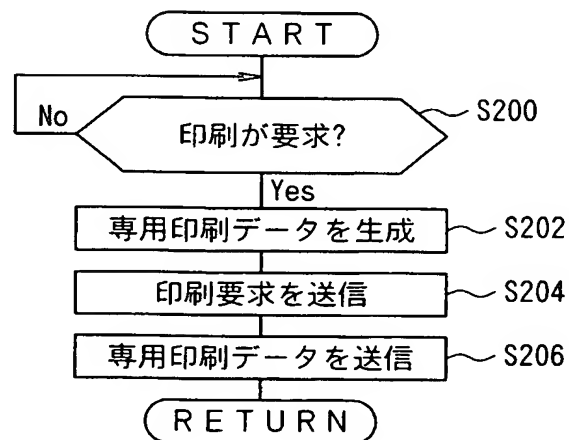 START
No
印刷が要求?
S200
Yes
専用印刷データを生成
S202
印刷要求を送信
S204
専用印刷データを送信
S206
RETURN